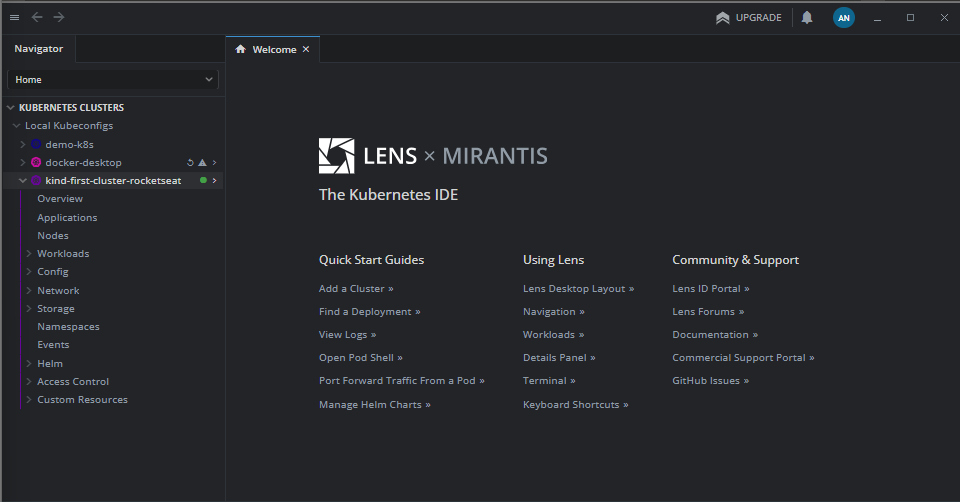 UPGRADE
AN
Navigator
Welcome
Home
KUBERNETES CLUSTERS
Local Kubeconfigs
demo-k8s
docker-desktop
kind-first-cluster-rocketseat
Overview
Applications
Nodes
Workloads
Config
Network
Storage
Namespaces
Events
Helm
Access Control
Custom Resources
LENS × MIRANTIS
The Kubernetes IDE
Quick Start Guides
Add a Cluster »
Find a Deployment »
View Logs »
Open Pod Shell »
Port Forward Traffic From a Pod »
Manage Helm Charts »
Using Lens
Lens Desktop Layout »
Navigation »
Workloads »
Details Panel »
Terminal »
Keyboard Shortcuts »
Community & Support
Lens ID Portal »
Lens Forums »
Documentation »
Commercial Support Portal »
GitHub Issues »